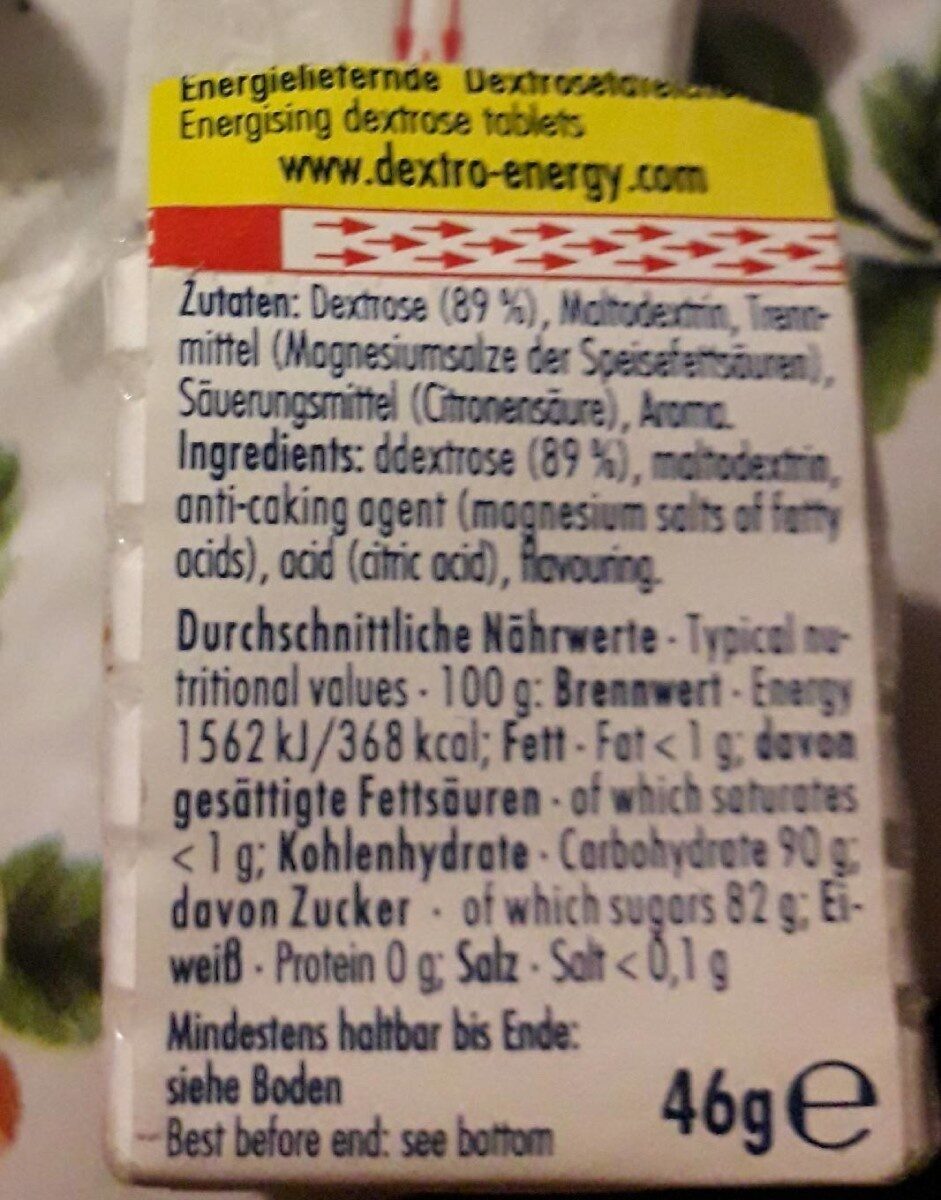 Energieliefernde
Energising dextrose tablets
www.dextro-energy.com
Zutaten: Dextrose (89 %), Maltodextrin, Trenn-
mittel (Magnesiumsalze der Speisefettsäuren),
Säuerungsmittel (Citronensäure), Aroma.
Ingredients: ddextrose (89 %), maltodextrin,
anti-caking agent (magnesium salts of fatty
acids), acid (citric acid), flavouring.
Durchschnittliche Nährwerte - Typical nu-
tritional values - 100 g: Brennwert - Energy
1562 kJ/368 kcal; Fett - Fat < 1 g; davon
gesättigte Fettsäuren - of which saturates
< 1 g; Kohlenhydrate - Carbohydrate 90 g;
davon Zucker - of which sugars 82 g; Ei-
weiß - Protein 0 g; Salz - Salt < 0,1 g
Mindestens haltbar bis Ende:
siehe Boden
Best before end: see bottom
46g e